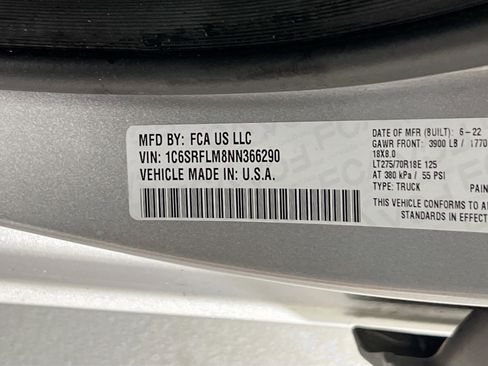 MFD BY: FCA US LLC
VIN: 1C6SRFLM8NN366290
VEHICLE MADE IN U.S.A.
DATE OF MFR (BUILT): 6-22
GAWR FRONT: 3900 LB / 1770
18X8.0
LT275/70R18E 125
AT 380 kPa / 55 PSI
TYPE: TRUCK PAIN
THIS VEHICLE CONFORMS TO A
STANDARDS IN EFFECT